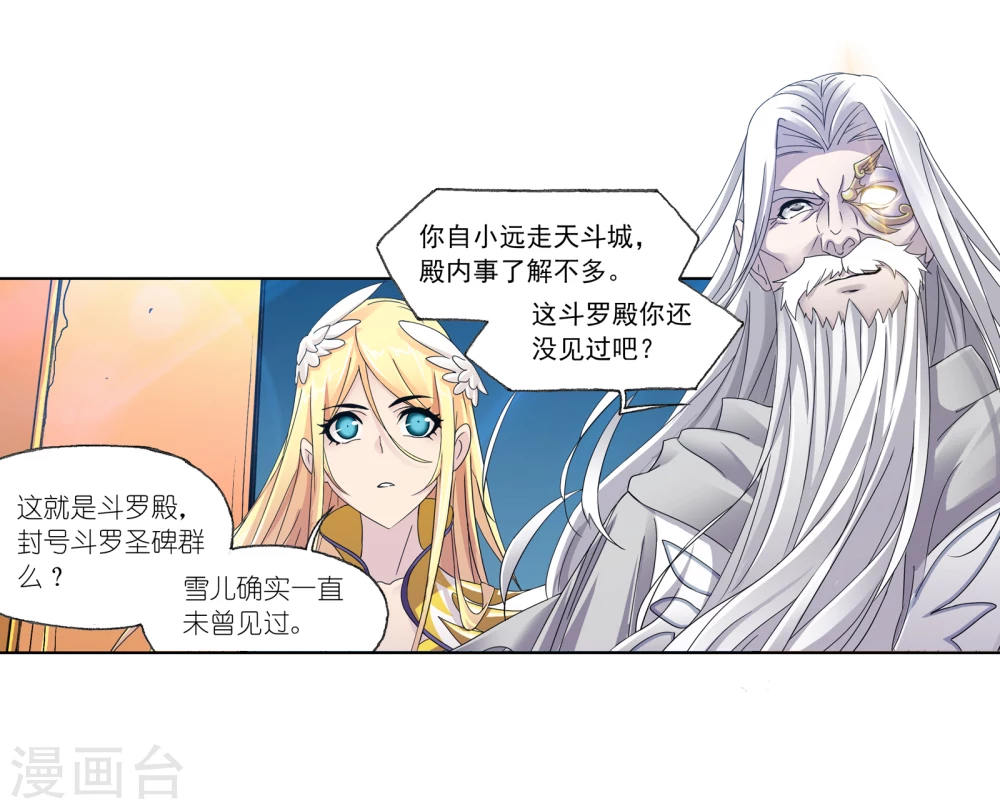 你自小远走天斗城，
殿内事了解不多。
这斗罗殿你还
没见过吧？
这就是斗罗殿，
封号斗罗圣碑群
么？
雪儿确实一直
未曾见过。
漫画台